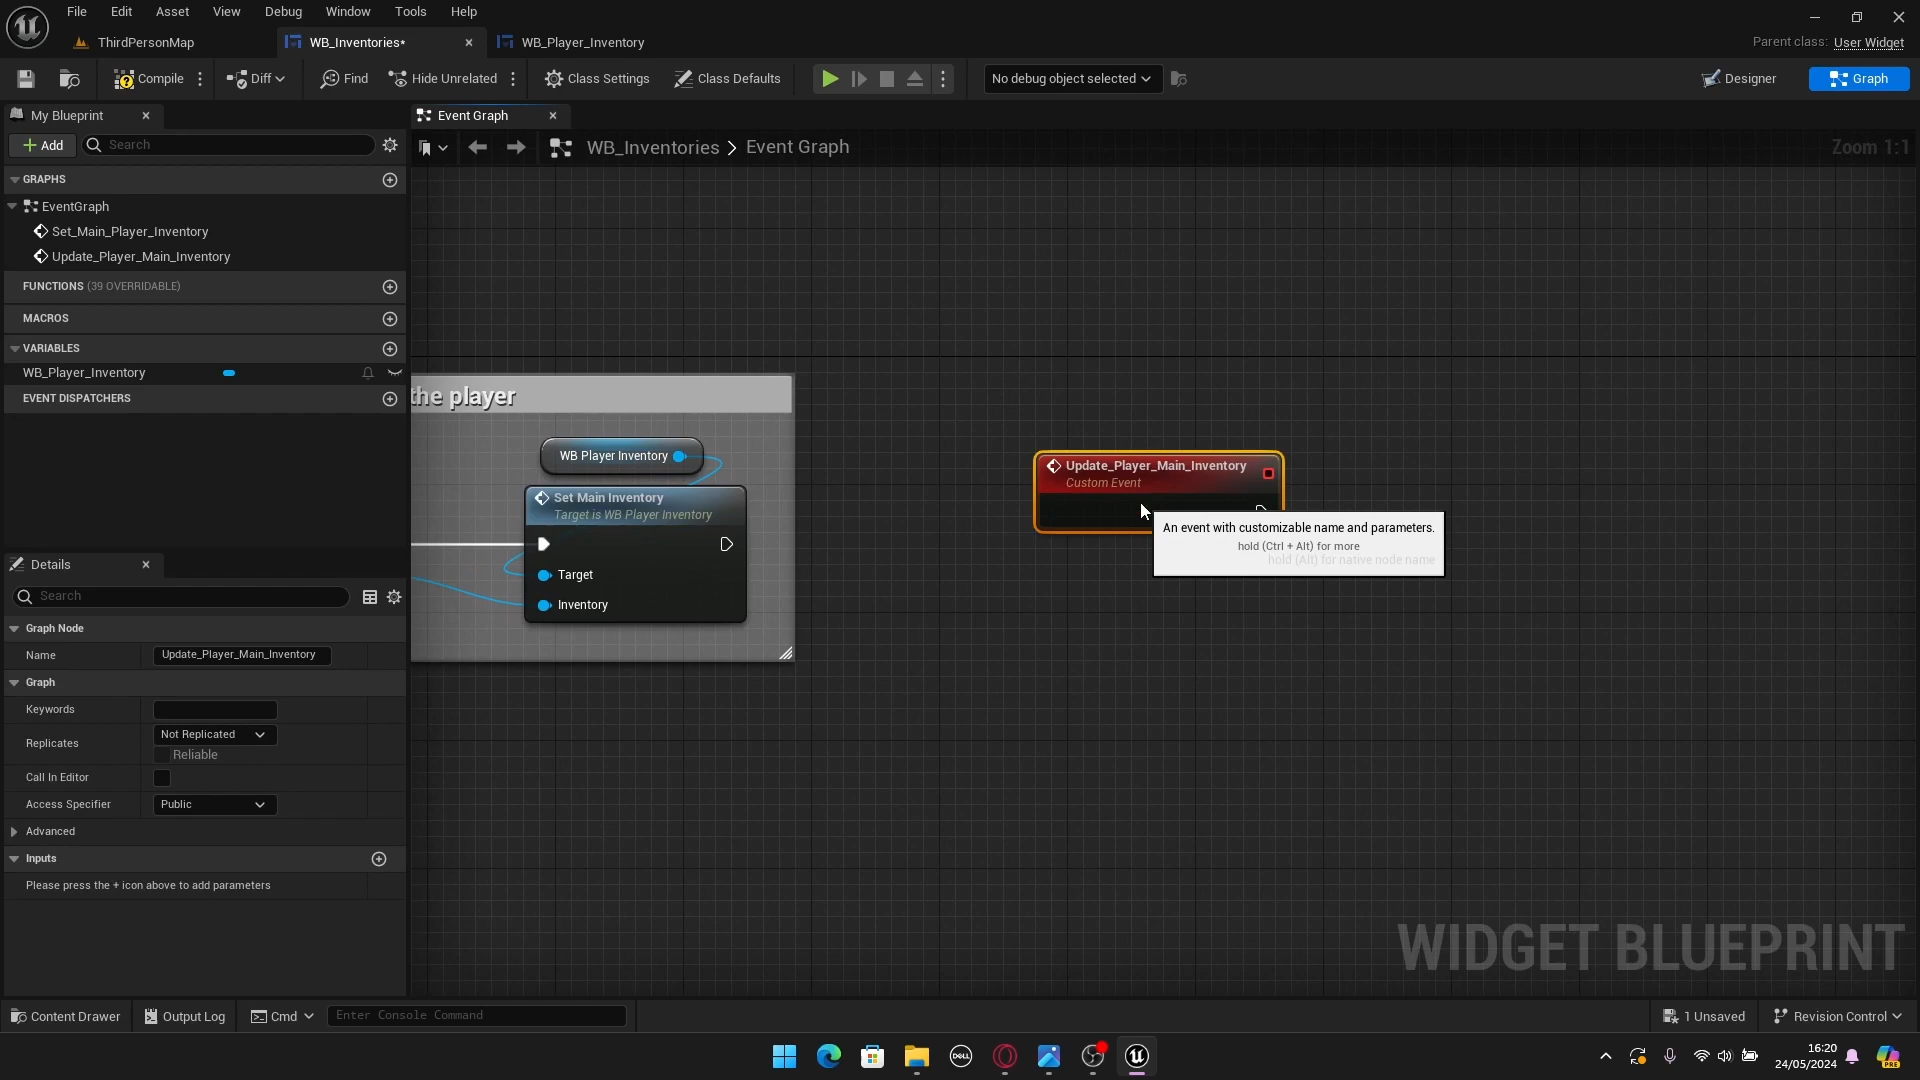 File Edit Asset View Debug Window Tools Help
ThirdPersonMap
WB_Inventories*
WB_Player_Inventory
Parent class: User Widget
Compile
Diff
Find
Hide Unrelated
Class Settings
Class Defaults
No debug object selected
Designer
Graph
My Blueprint
Event Graph
Add
Search
WB_Inventories > Event Graph
Zoom 1:1
GRAPHS
EventGraph
Set_Main_Player_Inventory
Update_Player_Main_Inventory
FUNCTIONS (39 OVERRIDABLE)
MACROS
VARIABLES
WB_Player_Inventory
EVENT DISPATCHERS
the player
WB Player Inventory
Set Main Inventory
Target is WB Player Inventory
Target
Inventory
Update_Player_Main_Inventory
Custom Event
An event with customizable name and parameters.
hold (Ctrl + Alt) for more
hold (Alt) for native node name
Details
Search
Graph Node
Name
Update_Player_Main_Inventory
Graph
Keywords
Replicates
Not Replicated
Reliable
Call In Editor
Access Specifier
Public
Advanced
Inputs
Please press the + icon above to add parameters
WIDGET BLUEPRINT
Content Drawer
Output Log
Cmd
Enter Console Command
1 Unsaved
Revision Control
DELL
16:20
24/05/2024
PRE